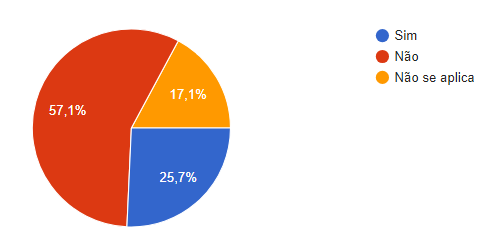 Sim
Não
Não se aplica
57,1%
17,1%
25,7%